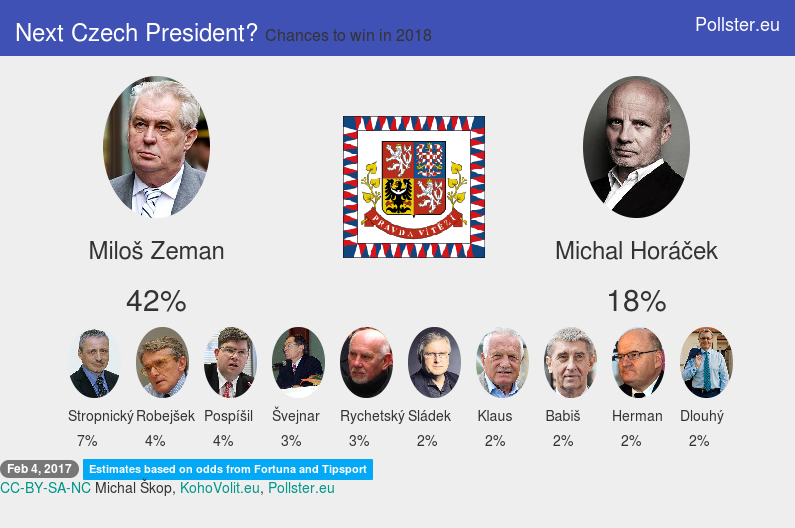 Next Czech President? Chances to win in 2018
Pollster.eu
PRAVDA VÍTĚZÍ
Miloš Zeman
Michal Horáček
42%
18%
Stropnický Robejšek Pospíšil Švejnar Rychetský Sládek Klaus Babiš Herman Dlouhý
7% 4% 4% 3% 3% 2% 2% 2% 2% 2%
Feb 4, 2017 Estimates based on odds from Fortuna and Tipsport
CC-BY-SA-NC Michal Škop, KohoVolit.eu, Pollster.eu